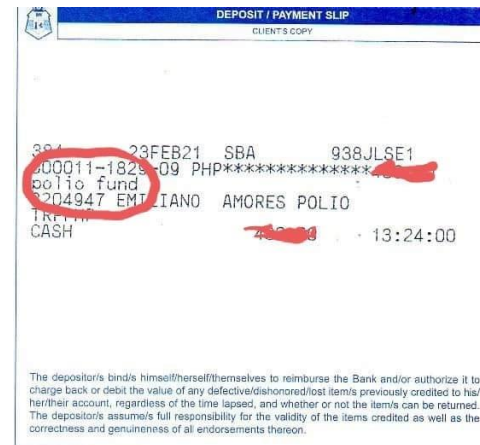 DEPOSIT / PAYMENT SLIP
CLIENT'S COPY
23FEB21 SBA 938JLSE1
00011-1829-09 PHP**************
polio fund
3204947 EMILIANO AMORES POLIO
CASH 13:24:00
The depositor/s bind/s himself/herself/themselves to reimburse the Bank and/or authorize it to
charge back or debit the value of any defective/dishonored/lost item/s previously credited to his/
her/their account, regardless of the time lapsed, and whether or not the item/s can be returned.
The depositor/s assume/s full responsibility for the validity of the items credited as well as the
correctness and genuineness of all endorsements thereon.